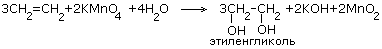 3CH₂=CH₂+2KMnO₄ +4H₂O ⟶ 3CH₂-CH₂ +2KOH+2MnO₂
OH OH
этиленгликоль